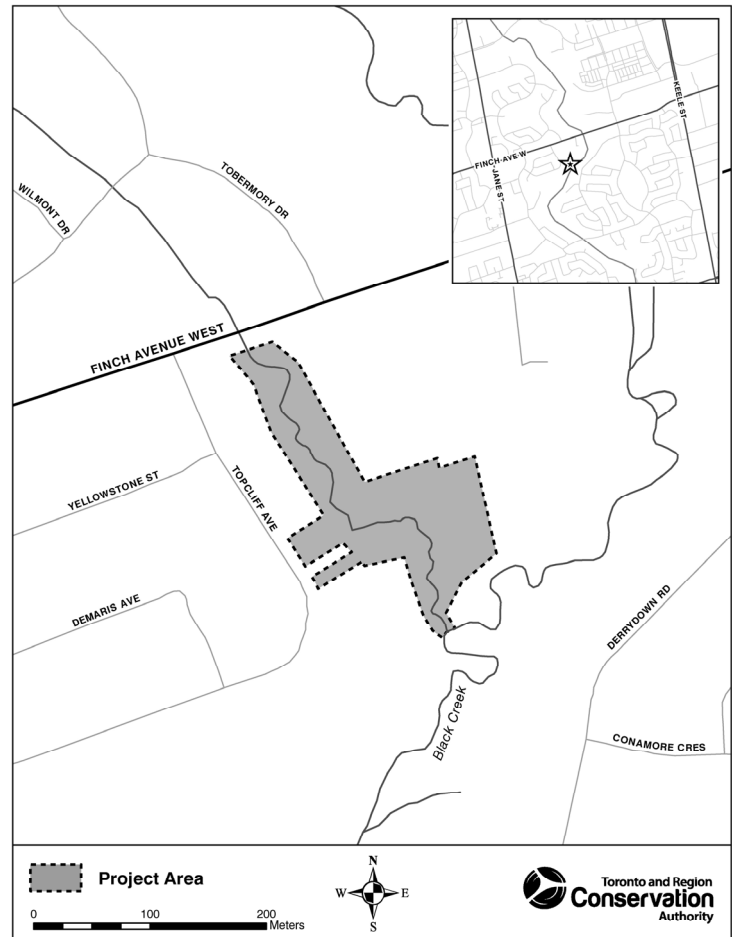 KEELE ST
FINCH AVE W
JANE ST
TOBERMORY DR
WILMONT DR
FINCH AVENUE WEST
YELLOWSTONE ST
TOPCLIFF AVE
DEMARIS AVE
DERRYDOWN RD
Black Creek
CONAMORE CRES
Project Area
N
W E
S
0 100 200
Meters
Toronto and Region
Conservation
Authority